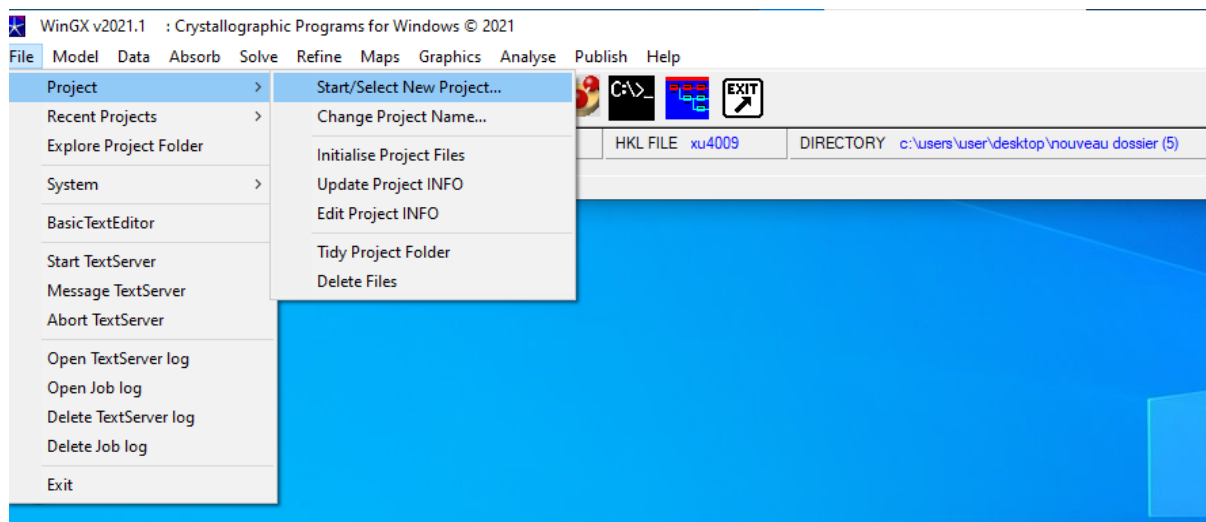 WinGX v2021.1 : Crystallographic Programs for Windows © 2021
File Model Data Absorb Solve Refine Maps Graphics Analyse Publish Help
Project >
Recent Projects >
Explore Project Folder
System >
BasicTextEditor
Start TextServer
Message TextServer
Abort TextServer
Open TextServer log
Open Job log
Delete TextServer log
Delete Job log
Exit
Start/Select New Project...
Change Project Name...
Initialise Project Files
Update Project INFO
Edit Project INFO
Tidy Project Folder
Delete Files
C:\>_
EXIT
HKL FILE xu4009 DIRECTORY c:\users\user\desktop\nouveau dossier (5)